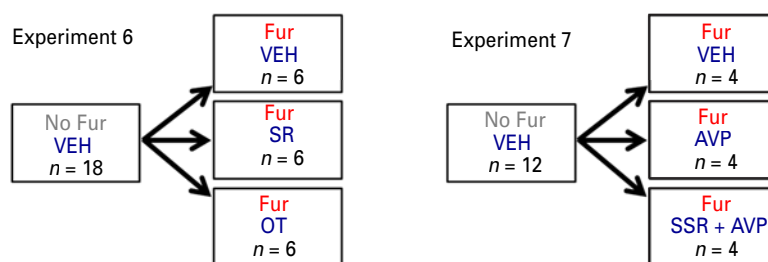 Experiment 6
No Fur
VEH
n = 18
Fur
VEH
n = 6
Fur
SR
n = 6
Fur
OT
n = 6
Experiment 7
No Fur
VEH
n = 12
Fur
VEH
n = 4
Fur
AVP
n = 4
Fur
SSR + AVP
n = 4